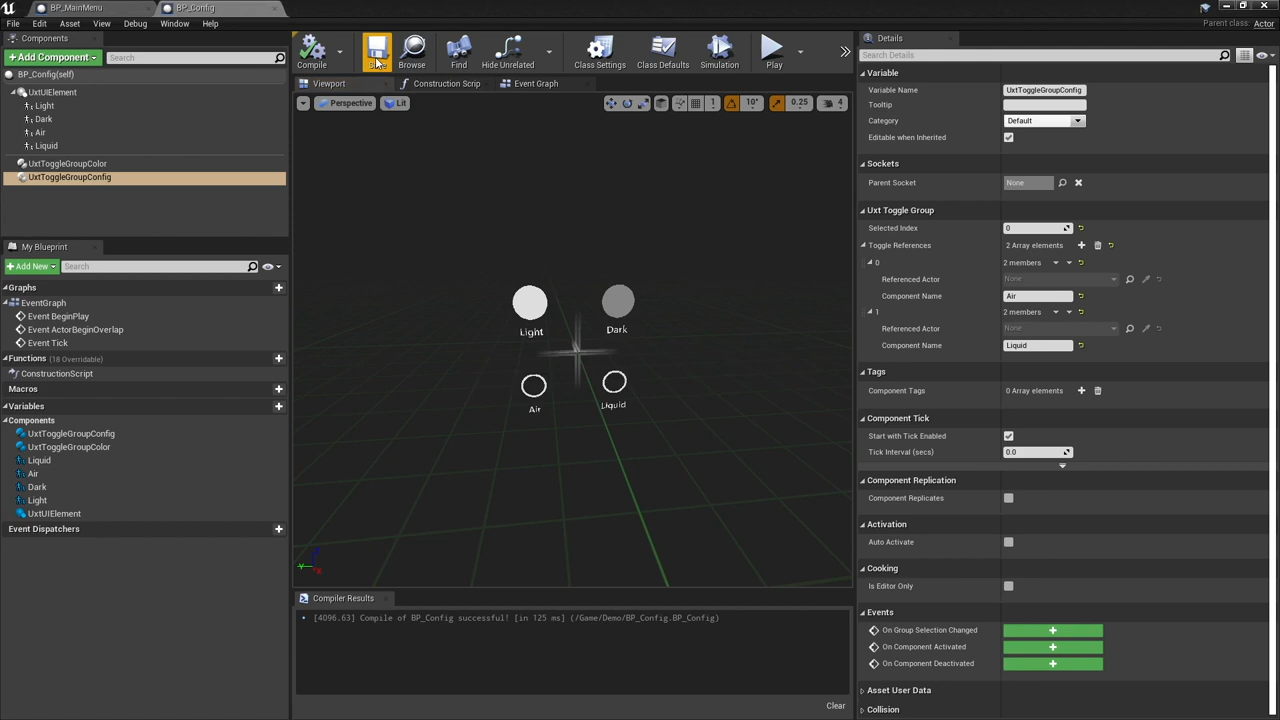 BP_MainMenu
BP_Config
File Edit Asset View Debug Window Help
Parent class: Actor
Components
+Add Component
Search
BP_Config(self)
UxtUIElement
Light
Dark
Air
Liquid
UxtToggleGroupColor
UxtToggleGroupConfig
My Blueprint
+Add New
Search
Graphs
EventGraph
Event BeginPlay
Event ActorBeginOverlap
Event Tick
Functions (18 Overridable)
ConstructionScript
Macros
Variables
Components
UxtToggleGroupConfig
UxtToggleGroupColor
Liquid
Air
Dark
Light
UxtUIElement
Event Dispatchers
Compile
Browse
Find
Hide Unrelated
Class Settings
Class Defaults
Simulation
Play
Viewport
Construction Scrip
Event Graph
Perspective
Lit
1
10°
0.25
4
Light
Dark
Air
Liquid
Compiler Results
[4096.63] Compile of BP_Config successful! [in 125 ms] (/Game/Demo/BP_Config.BP_Config)
Clear
Details
Search Details
Variable
Variable Name UxtToggleGroupConfig
Tooltip
Category Default
Editable when Inherited
Sockets
Parent Socket None
Uxt Toggle Group
Selected Index 0
Toggle References 2 Array elements
0 2 members
Referenced Actor None
Component Name Air
1 2 members
Referenced Actor None
Component Name Liquid
Tags
Component Tags 0 Array elements
Component Tick
Start with Tick Enabled
Tick Interval (secs) 0.0
Component Replication
Component Replicates
Activation
Auto Activate
Cooking
Is Editor Only
Events
On Group Selection Changed
On Component Activated
On Component Deactivated
Asset User Data
Collision